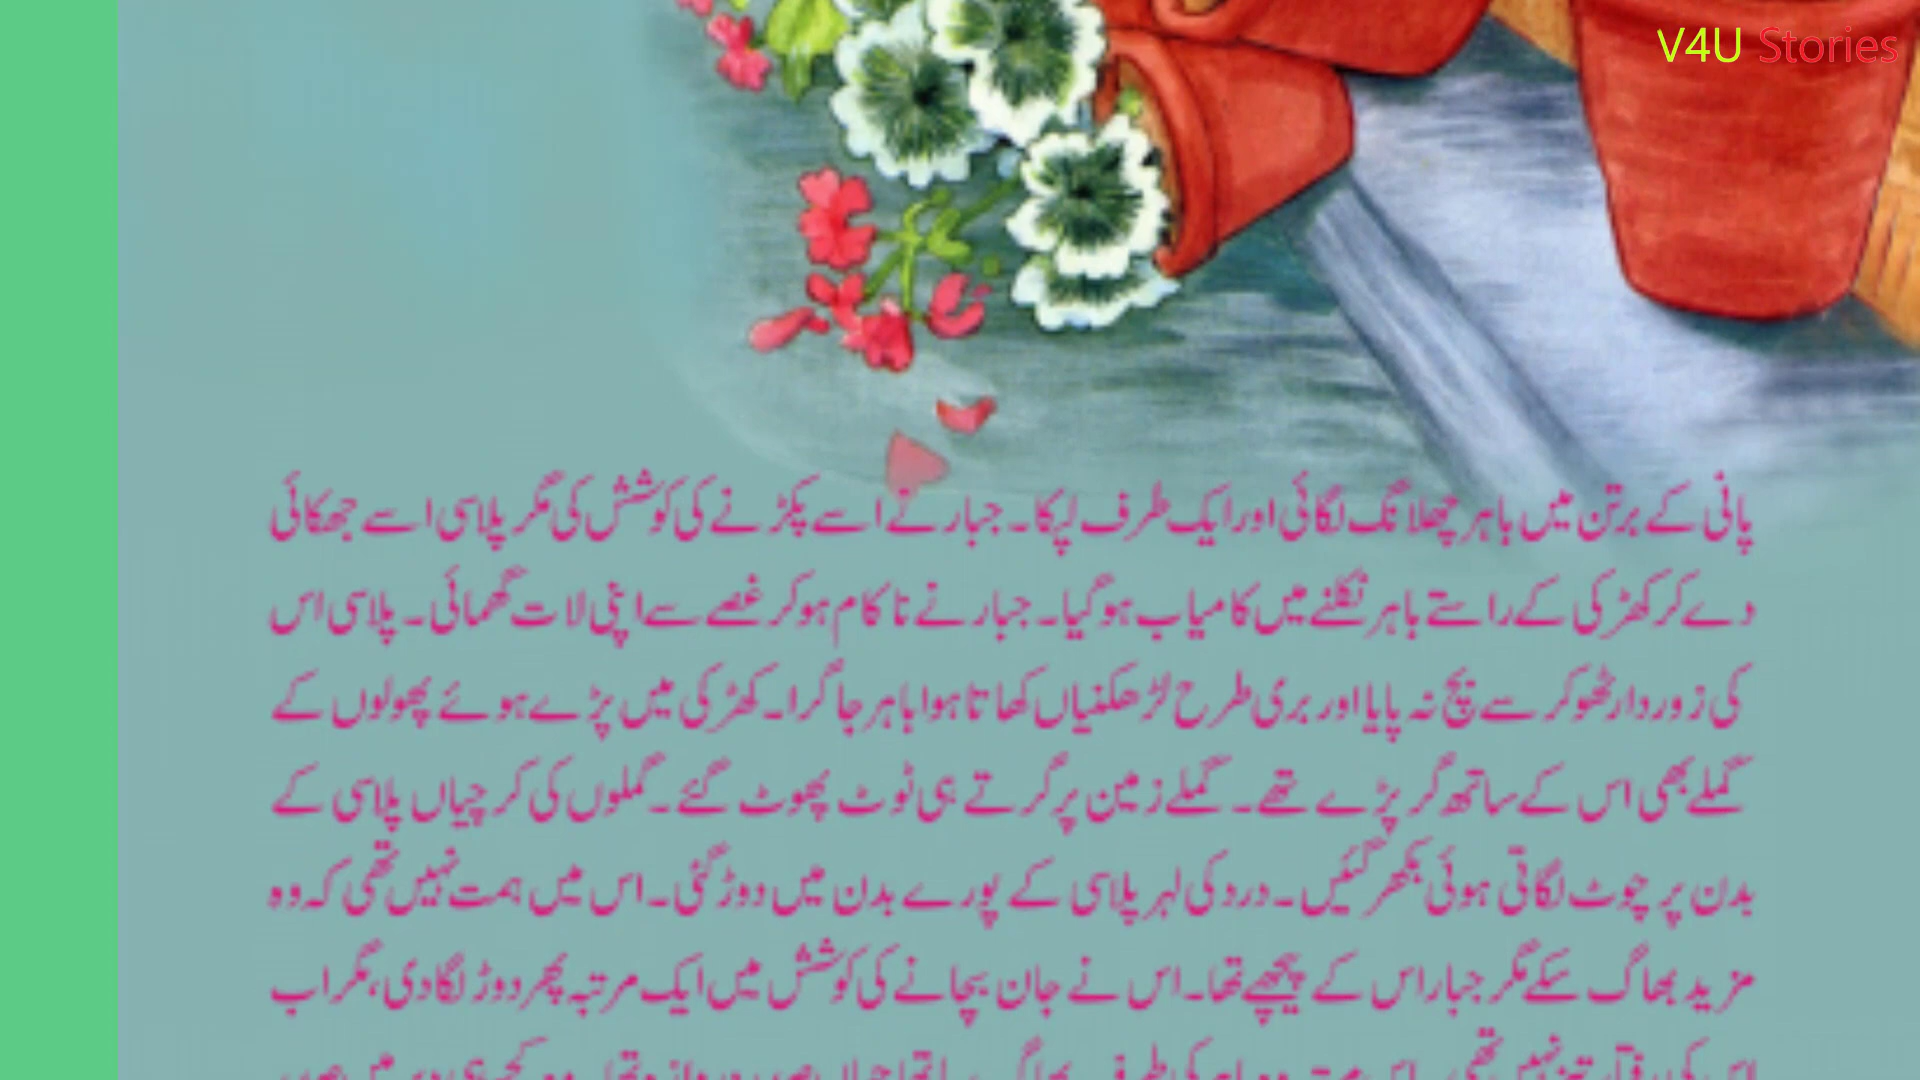 V4U Stories
پانی کے برتن میں باہر چھلانگ لگائی اور ایک طرف لپکا۔ جبار نے اسے پکڑنے کی کوشش کی مگر پلاسی اسے جھکائی
دے کر کھڑکی کے راستے باہر نکلنے میں کامیاب ہو گیا۔ جبار نے ناکام ہو کر غصے سے اپنی لات گھمائی۔ پلاسی اس
کی زوردار ٹھوکر سے بچ نہ پایا اور بری طرح لڑھکنیاں کھاتا ہوا باہر جا گرا۔ کھڑکی میں پڑے ہوئے پھولوں کے
گملے بھی اس کے ساتھ گر پڑے تھے۔ گملے زمین پر گرتے ہی ٹوٹ پھوٹ گئے۔ گملوں کی کرچیاں پلاسی کے
بدن پر چوٹ لگاتی ہوئی بکھر گئیں۔ درد کی لہر پلاسی کے پورے بدن میں دوڑ گئی۔ اس میں ہمت نہیں تھی کہ وہ
مزید بھاگ سکے مگر جبار اس کے پیچھے تھا۔ اس نے جان بچانے کی کوشش میں ایک مرتبہ پھر دوڑ لگا دی، مگر اب